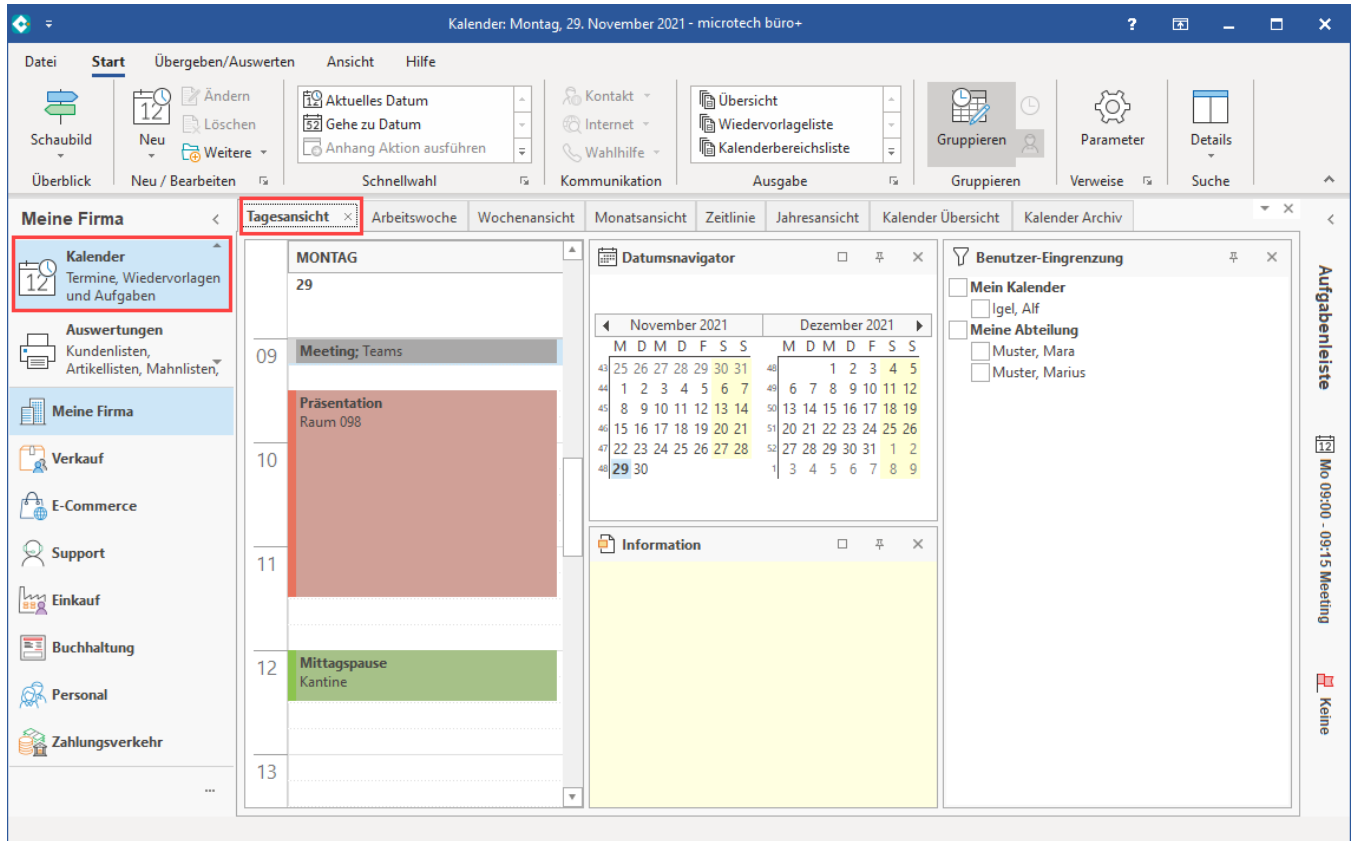 Kalender: Montag, 29. November 2021 - microtech büro+
?
Datei Start Übergeben/Auswerten Ansicht Hilfe
Schaubild
Überblick
12
Neu
Ändern
Löschen
Weitere
Neu / Bearbeiten
12 Aktuelles Datum
52 Gehe zu Datum
Anhang Aktion ausführen
Schnellwahl
Kontakt
Internet
Wahlhilfe
Kommunikation
Übersicht
Wiedervorlageliste
Kalenderbereichsliste
Ausgabe
Gruppieren
Gruppieren
Parameter
Verweise
Details
Suche
Meine Firma
12
Kalender
Termine, Wiedervorlagen
und Aufgaben
Auswertungen
Kundenlisten,
Artikellisten, Mahnlisten,
Meine Firma
Verkauf
E-Commerce
Support
Einkauf
Buchhaltung
Personal
Zahlungsverkehr
...
Tagesansicht Arbeitswoche Wochenansicht Monatsansicht Zeitlinie Jahresansicht Kalender Übersicht Kalender Archiv
MONTAG
29
09 Meeting; Teams
Präsentation
Raum 098
10
11
12 Mittagspause
Kantine
13
Datumsnavigator
November 2021 Dezember 2021
M D M D F S S M D M D F S S
43 25 26 27 28 29 30 31 48 1 2 3 4 5
44 1 2 3 4 5 6 7 49 6 7 8 9 10 11 12
45 8 9 10 11 12 13 14 50 13 14 15 16 17 18 19
46 15 16 17 18 19 20 21 51 20 21 22 23 24 25 26
47 22 23 24 25 26 27 28 52 27 28 29 30 31 1 2
48 29 30 1 3 4 5 6 7 8 9
Information
Benutzer-Eingrenzung
Mein Kalender
Igel, Alf
Meine Abteilung
Muster, Mara
Muster, Marius
Aufgabenleiste
12 Mo 09:00 - 09:15 Meeting
Keine